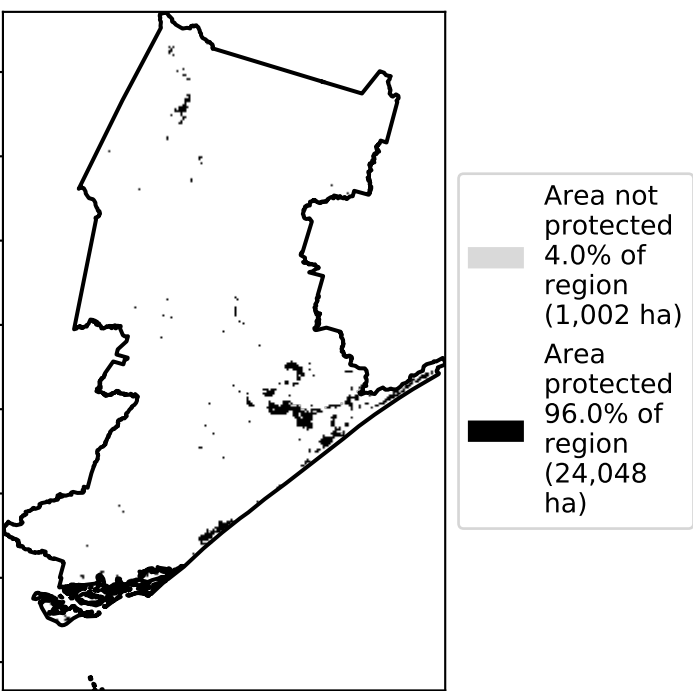 Area not
protected
4.0% of
region
(1,002 ha)
Area
protected
96.0% of
region
(24,048
ha)